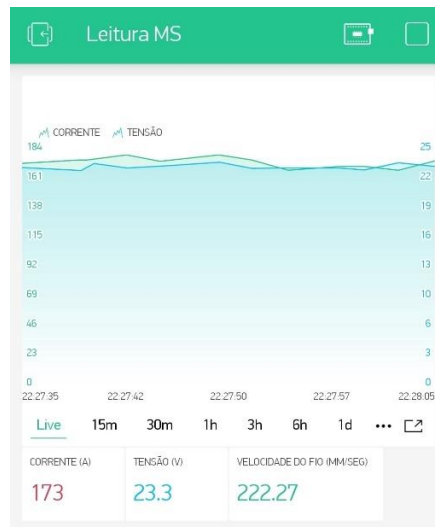 Leitura MS
CORRENTE TENSÃO
184 25
161 22
138 19
115 16
92 13
69 10
46 6
23 3
0 0
22:27:35 22:27:42 22:27:50 22:27:57 22:28:05
Live 15m 30m 1h 3h 6h 1d
CORRENTE (A) TENSÃO (V) VELOCIDADE DO FIO (MM/SEG)
173 23.3 222.27